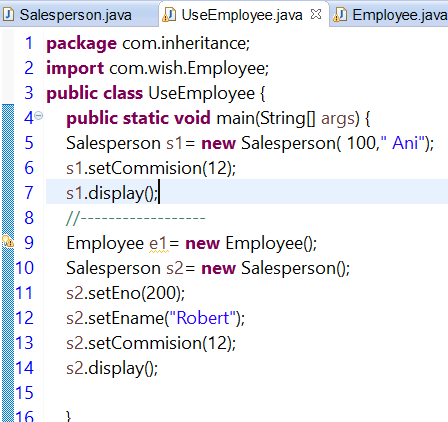 Salesperson.java UseEmployee.java Employee.java
1 package com.inheritance;
2 import com.wish.Employee;
3 public class UseEmployee {
4 public static void main(String[] args) {
5 Salesperson s1= new Salesperson( 100," Ani");
6 s1.setCommision(12);
7 s1.display();
8 //------------------
9 Employee e1= new Employee();
10 Salesperson s2= new Salesperson();
11 s2.setEno(200);
12 s2.setEname("Robert");
13 s2.setCommision(12);
14 s2.display();
15
16 }